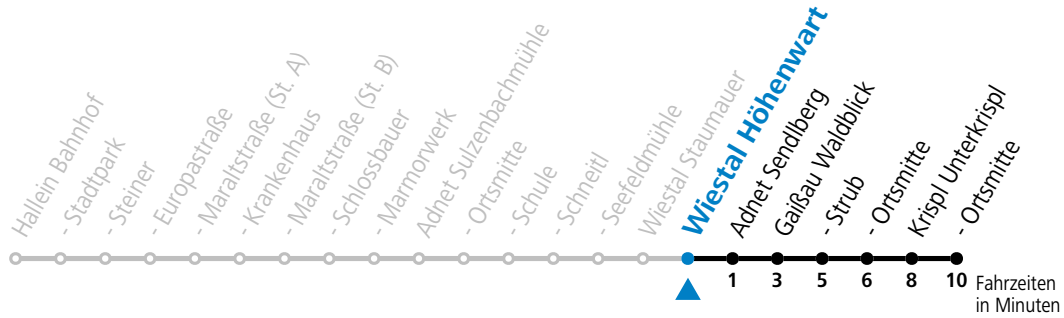 Hallein Bahnhof
- Stadtpark
- Steiner
- Europastraße
- Maraltstraße (St. A)
- Krankenhaus
- Maraltstraße (St. B)
- Schlossbauer
- Marmorwerk
Adnet Sulzenbachmühle
- Ortsmitte
- Schule
- Schneitl
- Seefeldmühle
Wiestal Staumauer
Wiestal Höhenwart
Adnet Sendlberg
Gaißau Waldblick
- Strub
- Ortsmitte
Krispl Unterkrispl
- Ortsmitte
1 3 5 6 8 10 Fahrzeiten
in Minuten